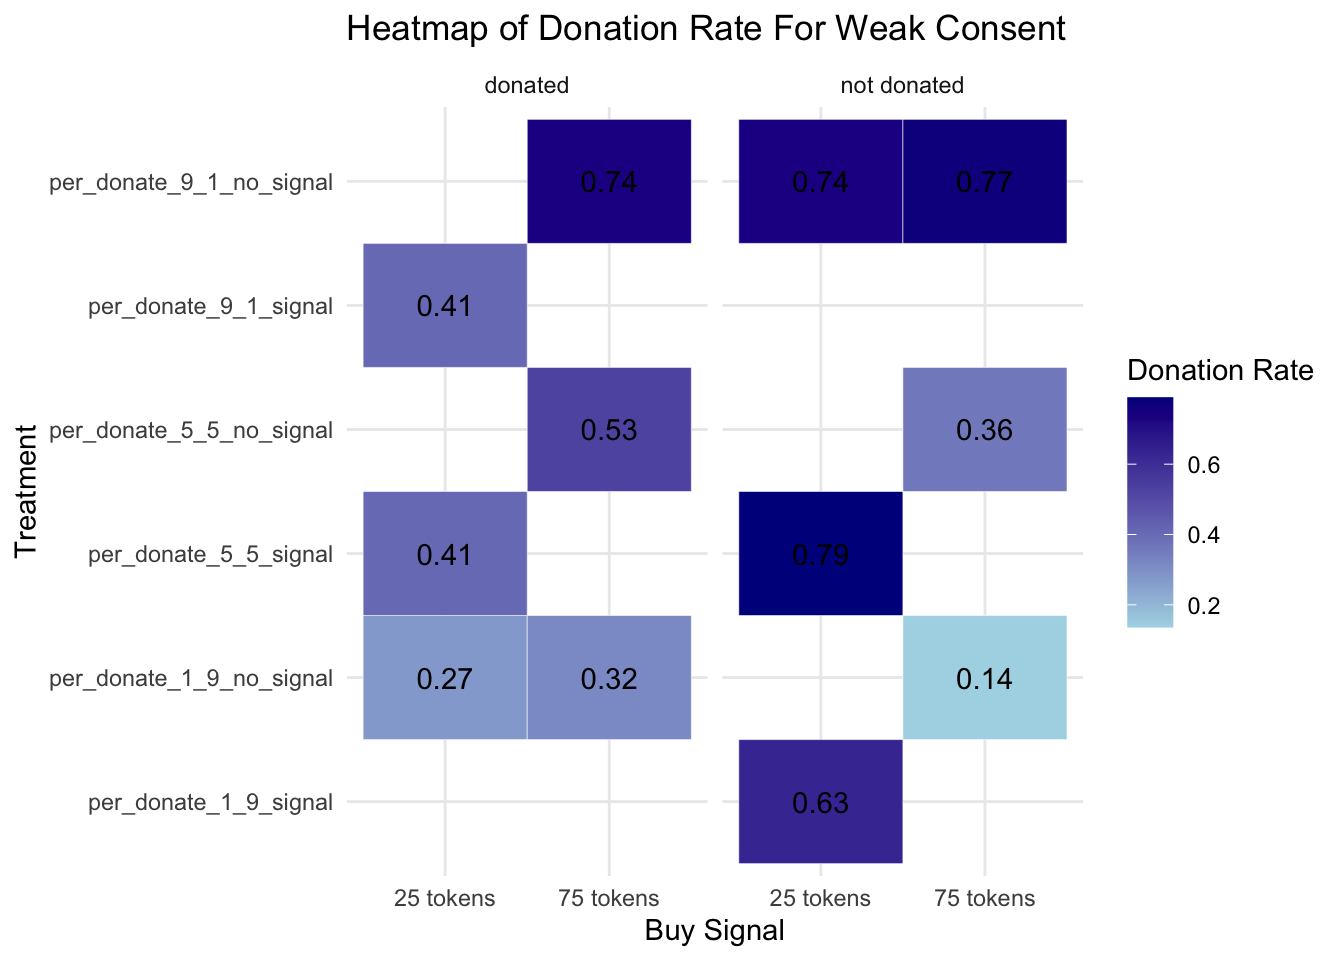 Heatmap of Donation Rate For Weak Consent
donated
not donated
per_donate_9_1_no_signal
0.74
0.74
0.77
per_donate_9_1_signal
0.41
per_donate_5_5_no_signal
0.53
0.36
per_donate_5_5_signal
0.41
0.79
per_donate_1_9_no_signal
0.27
0.32
0.14
per_donate_1_9_signal
0.63
25 tokens
75 tokens
25 tokens
75 tokens
Buy Signal
Treatment
Donation Rate
0.6
0.4
0.2